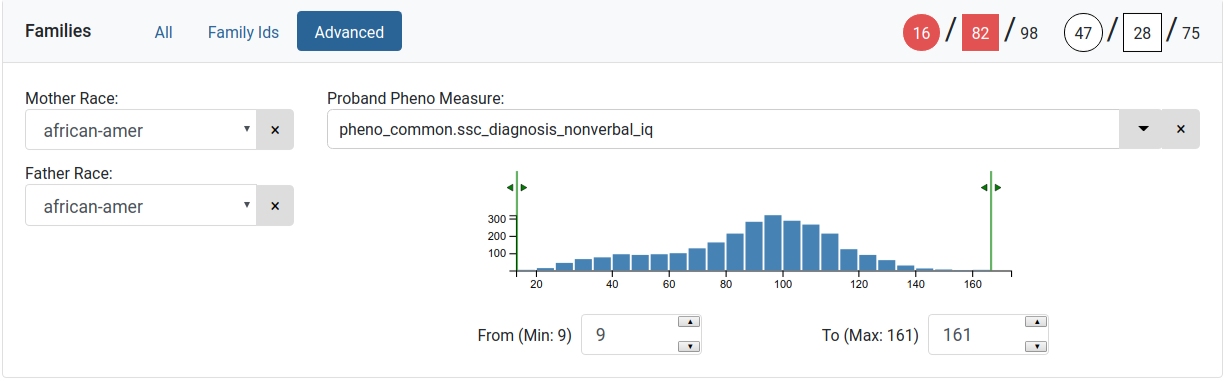 Families All Family Ids Advanced 16 / 82 / 98 47 / 28 / 75
Mother Race: Proband Pheno Measure:
african-amer × pheno_common.ssc_diagnosis_nonverbal_iq ×
Father Race:
african-amer ×
300
200
100
20 40 60 80 100 120 140 160
From (Min: 9) 9 To (Max: 161) 161